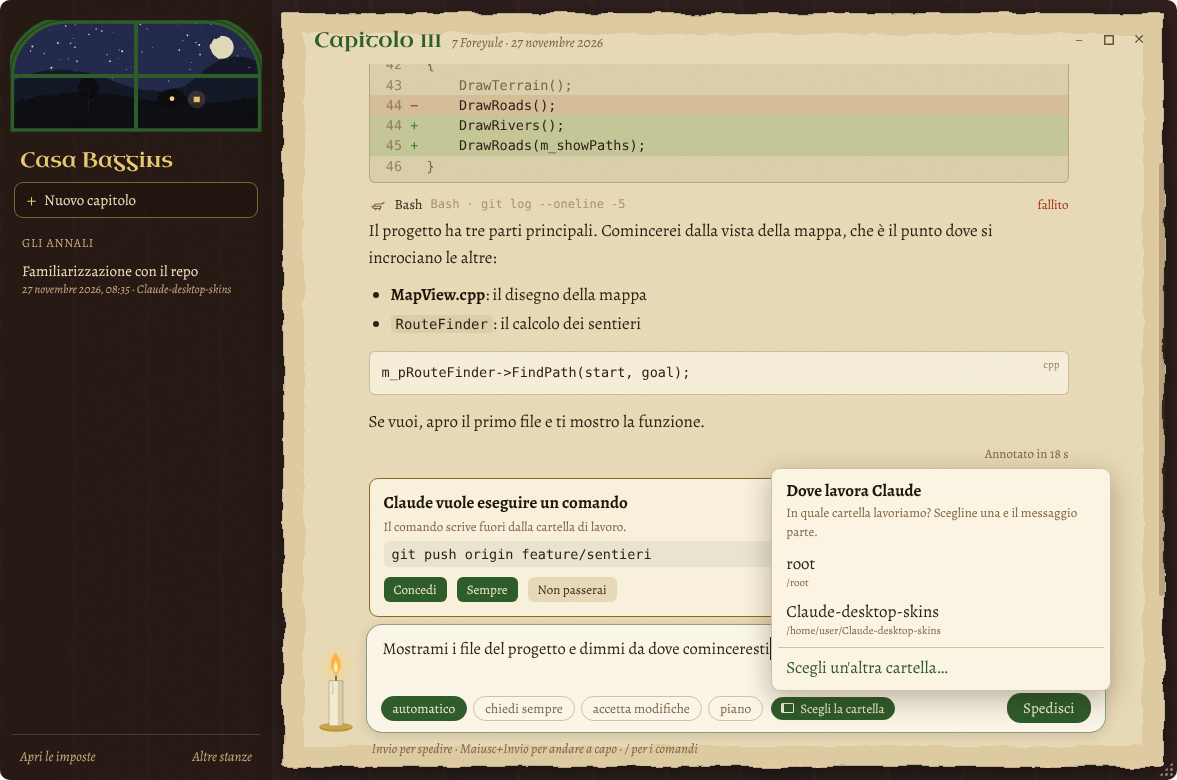 Capitolo III 7 Foreyule · 27 novembre 2026
Casa Baggins
+ Nuovo capitolo
GLI ANNALI
Familiarizzazione con il repo
27 novembre 2026, 08:35 · Claude-desktop-skins
Apri le imposte
Altre stanze
42 {
43 DrawTerrain();
44 − DrawRoads();
44 + DrawRivers();
45 + DrawRoads(m_showPaths);
46 }
Bash Bash · git log --oneline -5 fallito
Il progetto ha tre parti principali. Comincerei dalla vista della mappa, che è il punto dove si
incrociano le altre:
• MapView.cpp: il disegno della mappa
• RouteFinder: il calcolo dei sentieri
m_pRouteFinder->FindPath(start, goal); cpp
Se vuoi, apro il primo file e ti mostro la funzione.
Annotato in 18 s
Claude vuole eseguire un comando
Il comando scrive fuori dalla cartella di lavoro.
git push origin feature/sentieri
Concedi Sempre Non passerai
Dove lavora Claude
In quale cartella lavoriamo? Scegline una e il messaggio
parte.
root
/root
Claude-desktop-skins
/home/user/Claude-desktop-skins
Scegli un'altra cartella…
Mostrami i file del progetto e dimmi da dove cominceresti
automatico chiedi sempre accetta modifiche piano Scegli la cartella Spedisci
Invio per spedire · Maiusc+Invio per andare a capo · / per i comandi